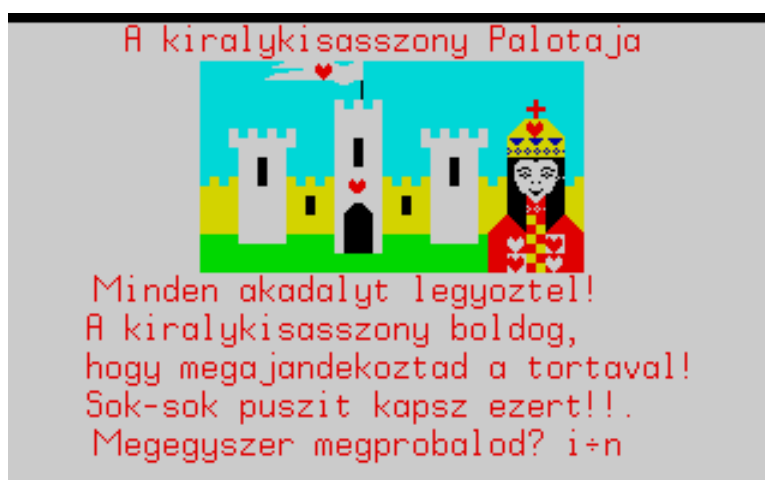 A kiralykisasszony Palotaja
Minden akadalyt legyoztel!
A kiralykisasszony boldog,
hogy megajandekoztad a tortaval!
Sok-sok puszit kapsz ezert!!.
Megegyszer megprobalod? i÷n